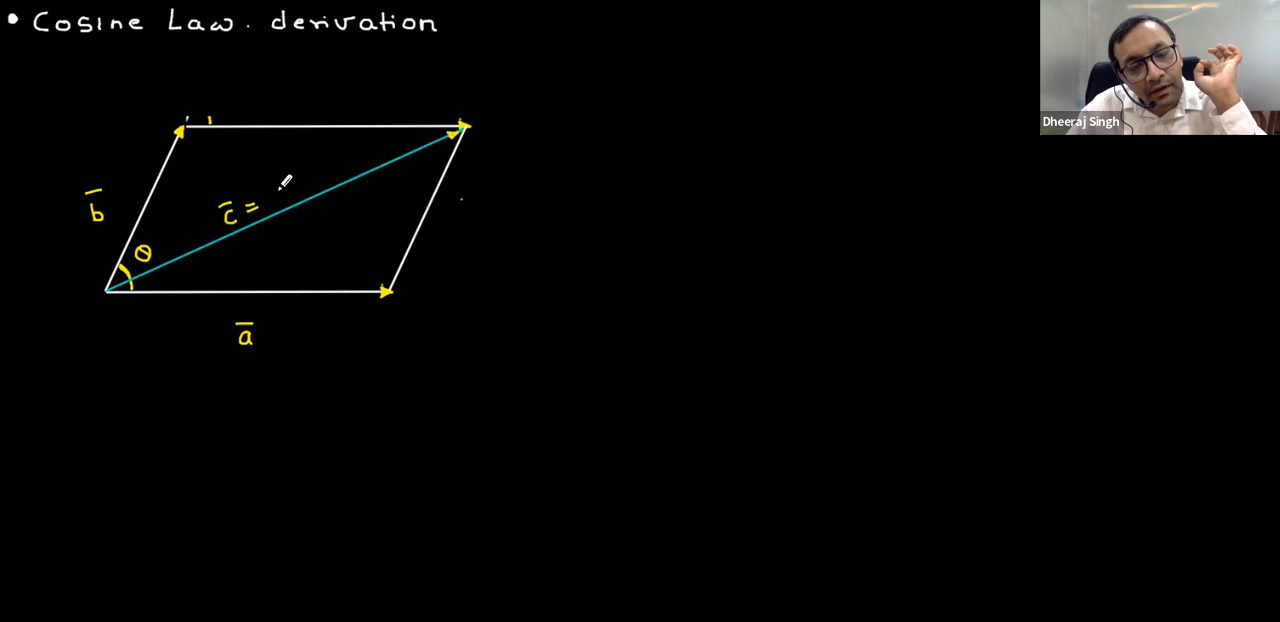 • Cosine Law. derivation
Dheeraj Singh
b̅
c̅ =
θ
a̅